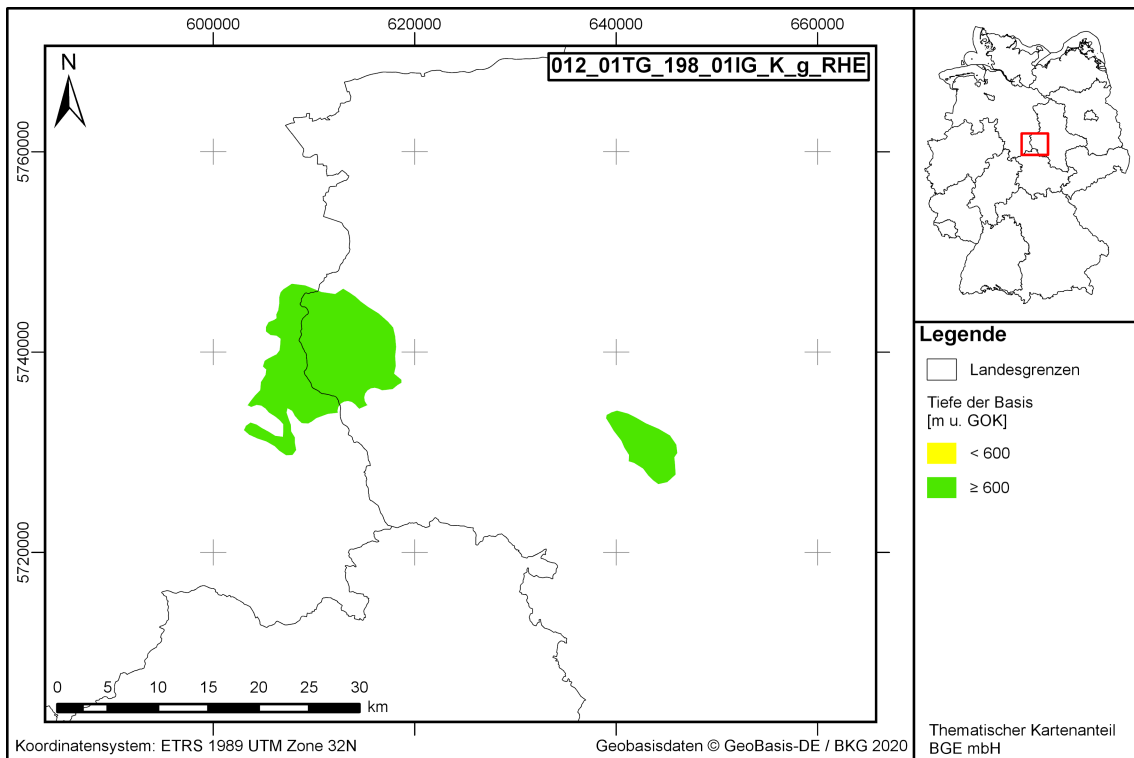 600000 620000 640000 660000
012_01TG_198_01IG_K_g_RHE
N
5760000
5740000
5720000
0 5 10 15 20 25 30
km
Koordinatensystem: ETRS 1989 UTM Zone 32N
Geobasisdaten © GeoBasis-DE / BKG 2020
Legende
Landesgrenzen
Tiefe der Basis
[m u. GOK]
< 600
≥ 600
Thematischer Kartenanteil
BGE mbH